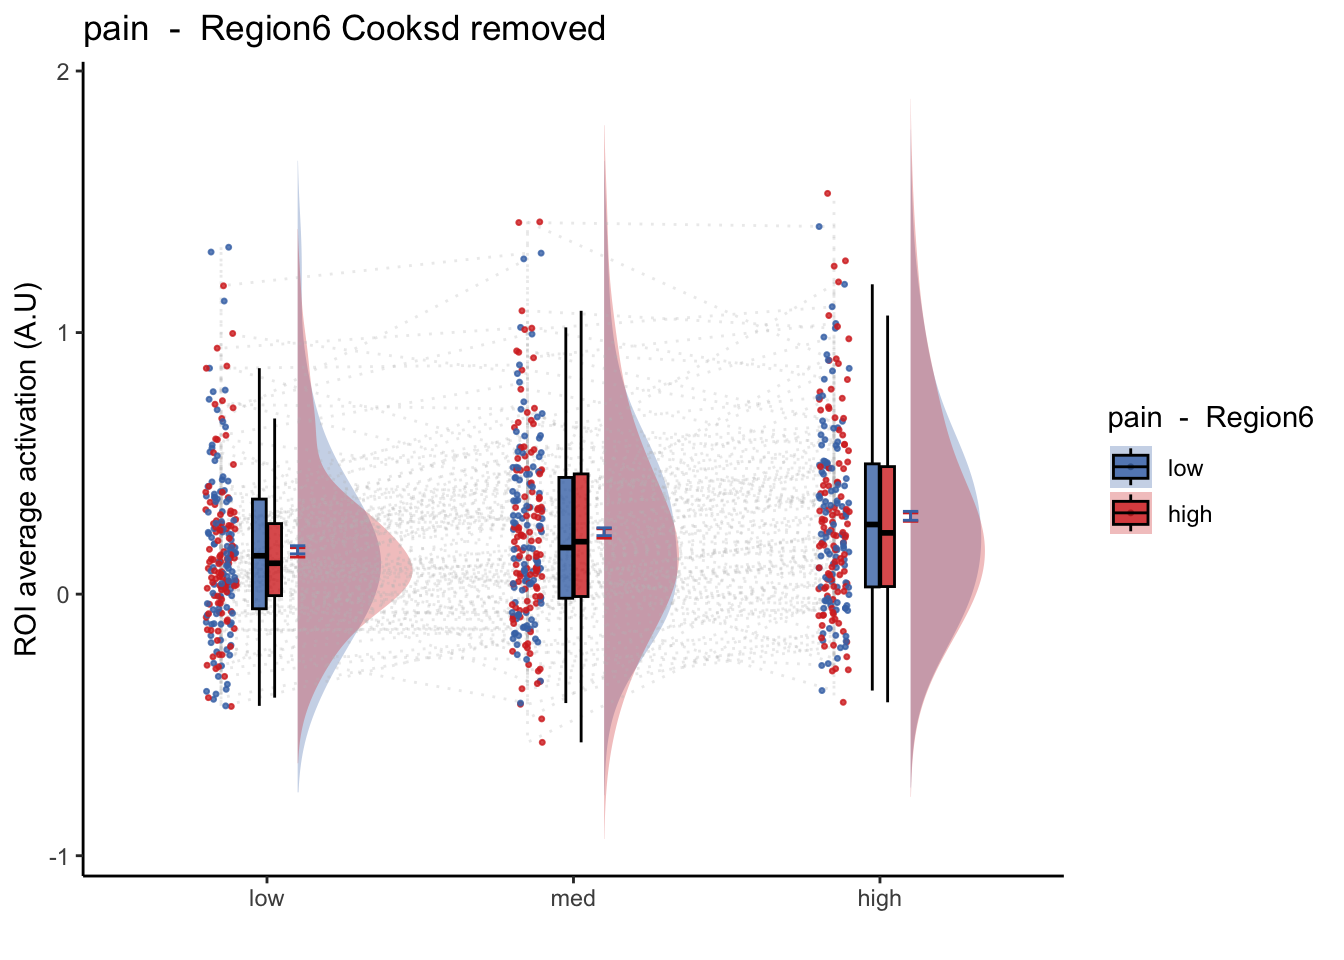 pain - Region6 Cooksd removed
2
1
0
-1
ROI average activation (A.U)
low
med
high
pain - Region6
low
high